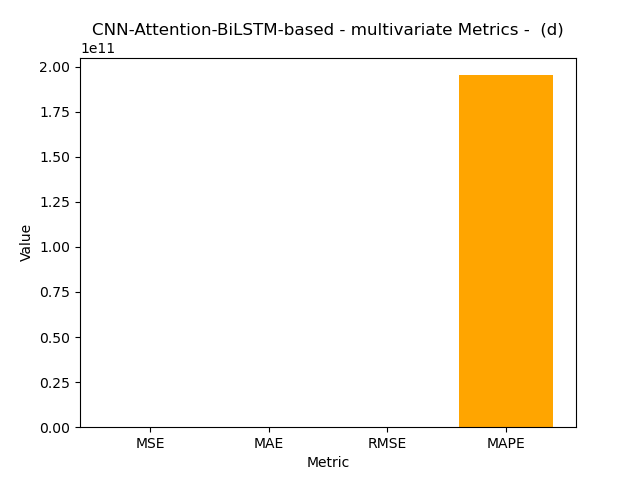 CNN-Attention-BiLSTM-based - multivariate Metrics -  (d)
1e11
2.00
1.75
1.50
1.25
1.00
0.75
0.50
0.25
0.00
Value
MSE MAE RMSE MAPE
Metric